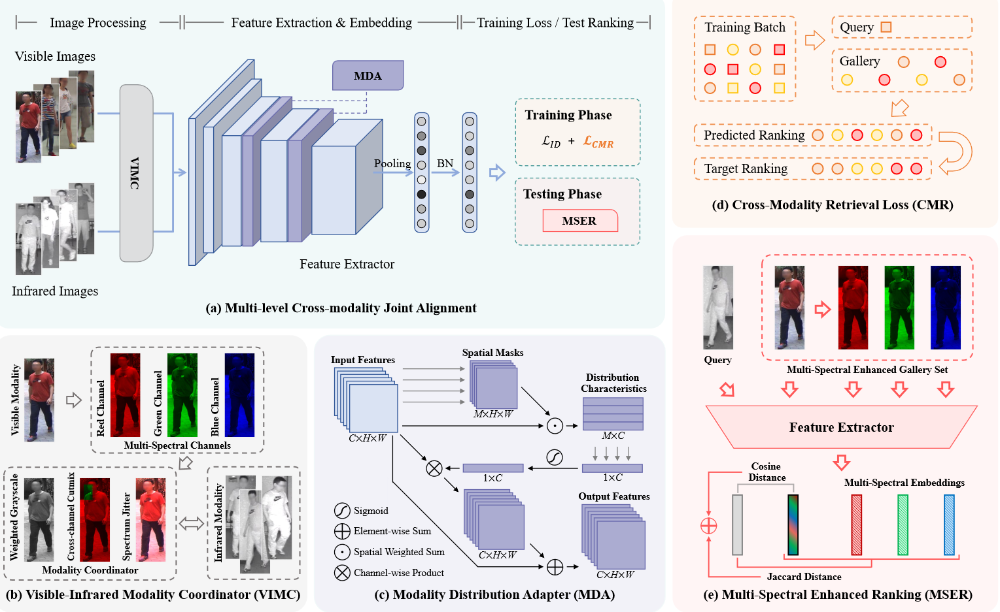 Image Processing
Feature Extraction & Embedding
Training Loss / Test Ranking
Visible Images
VIMC
Infrared Images
MDA
Pooling
BN
Feature Extractor
Training Phase
ℒ_ID + ℒ_CMR
Testing Phase
MSER
(a) Multi-level Cross-modality Joint Alignment
Visible Modality
Red Channel
Green Channel
Blue Channel
Multi-Spectral Channels
Weighted Grayscale
Cross-channel Cutmix
Spectrum Jitter
Modality Coordinator
Infrared Modality
(b) Visible-Infrared Modality Coordinator (VIMC)
Input Features
C×H×W
Spatial Masks
M×H×W
Distribution
Characteristics
M×C
1×C
1×C
C×H×W
Output Features
C×H×W
Sigmoid
Element-wise Sum
Spatial Weighted Sum
Channel-wise Product
(c) Modality Distribution Adapter (MDA)
Training Batch
Query
Gallery
Predicted Ranking
Target Ranking
(d) Cross-Modality Retrieval Loss (CMR)
Query
Multi-Spectral Enhanced Gallery Set
Feature Extractor
Cosine
Distance
Multi-Spectral Embeddings
Jaccard Distance
(e) Multi-Spectral Enhanced Ranking (MSER)